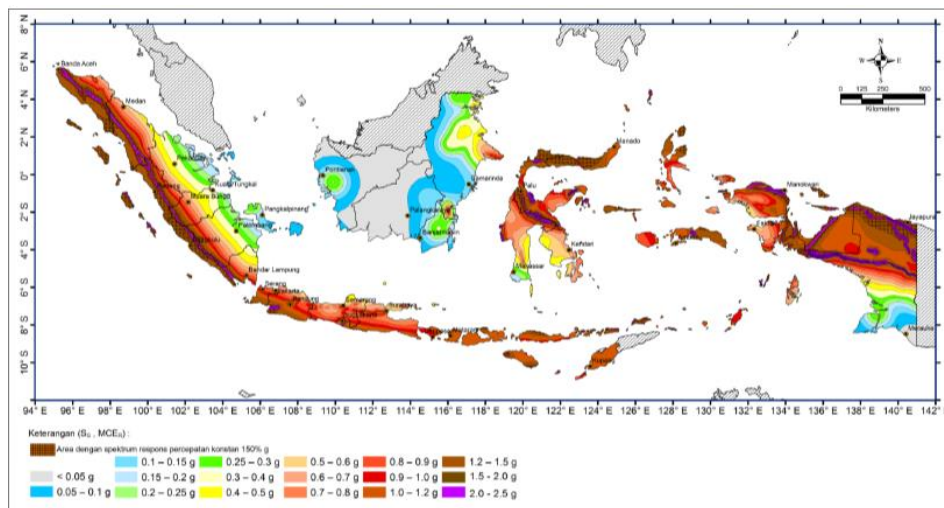 8° N
6° N
4° N
2° N
0°
2° S
4° S
6° S
8° S
10° S
94° E 96° E 98° E 100° E 102° E 104° E 106° E 108° E 110° E 112° E 114° E 116° E 118° E 120° E 122° E 124° E 126° E 128° E 130° E 132° E 134° E 136° E 138° E 140° E 142° E
N
W E
S
0 125 250 500
Kilometers
Banda Aceh
Medan
Kuala Tungkal
Muara Bungo
Pangkalpinang
Palembang
Bandar Lampung
Serang
Bandung
Semarang
Surabaya
Pontianak
Samarinda
Palangkaraya
Banjarmasin
Manado
Palu
Kendari
Makassar
Mataram
Kupang
Manokwari
Jayapura
Merauke
Keterangan (Sₛ , MCEᵣ) :
Area dengan spektrum respons percepatan konstan 150% g
< 0.05 g
0.05 – 0.1 g
0.1 – 0.15 g
0.15 – 0.2 g
0.2 – 0.25 g
0.25 – 0.3 g
0.3 – 0.4 g
0.4 – 0.5 g
0.5 – 0.6 g
0.6 – 0.7 g
0.7 – 0.8 g
0.8 – 0.9 g
0.9 – 1.0 g
1.0 – 1.2 g
1.2 – 1.5 g
1.5 – 2.0 g
2.0 – 2.5 g